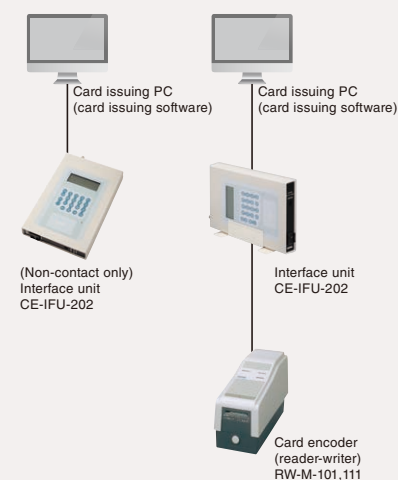 Card issuing PC
(card issuing software)
Card issuing PC
(card issuing software)
(Non-contact only)
Interface unit
CE-IFU-202
Interface unit
CE-IFU-202
Card encoder
(reader-writer)
RW-M-101,111